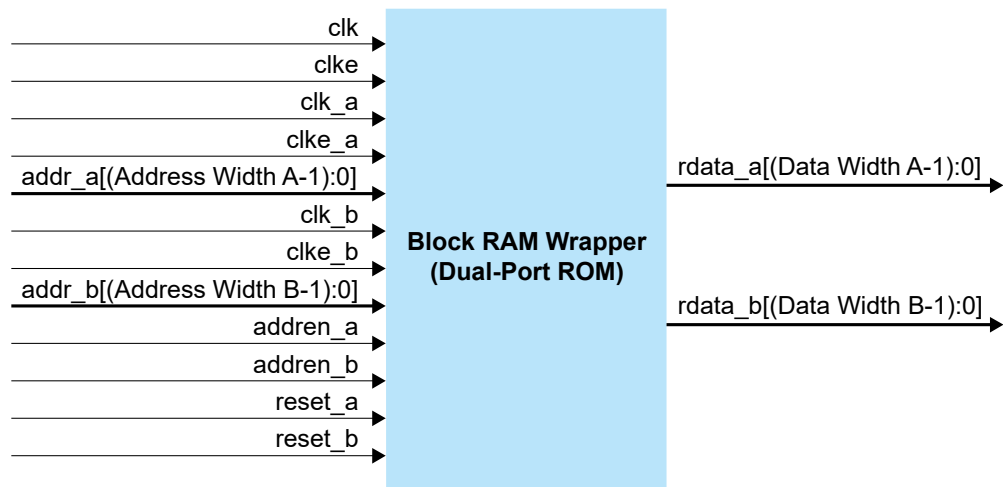 clk
clke
clk_a
clke_a
addr_a[(Address Width A-1):0]
clk_b
clke_b
addr_b[(Address Width B-1):0]
addren_a
addren_b
reset_a
reset_b
Block RAM Wrapper
(Dual-Port ROM)
rdata_a[(Data Width A-1):0]
rdata_b[(Data Width B-1):0]